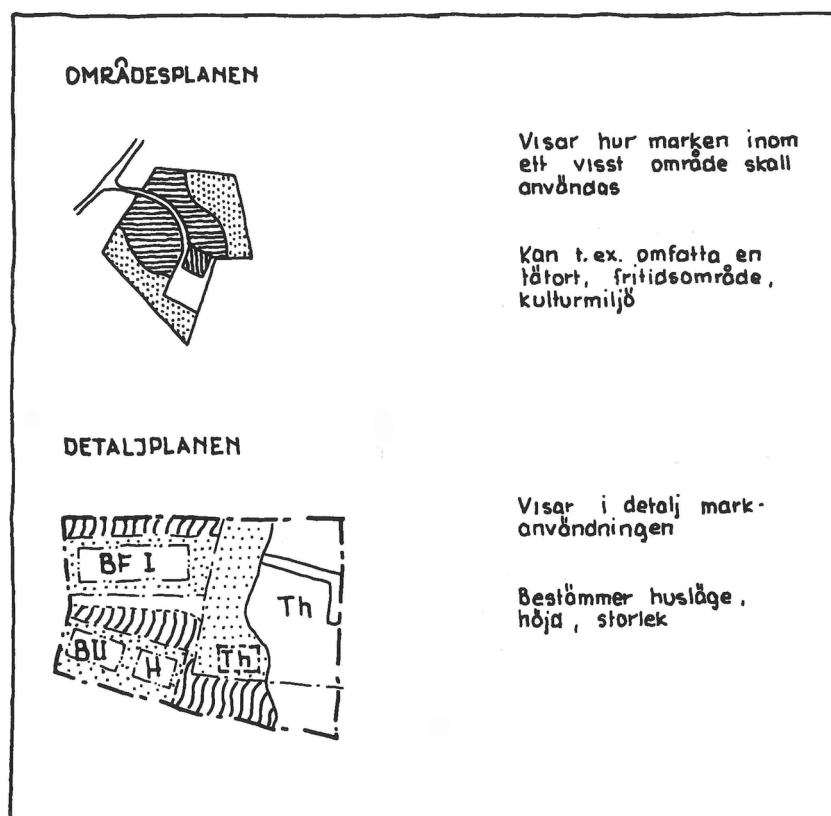 OMRÅDESPLANEN
Visar hur marken inom
ett visst område skall
användas
Kan t.ex. omfatta en
tätort, fritidsområde,
kulturmiljö
DETALJPLANEN
BF I
Th
BII
H
Th
Visar i detalj mark-
användningen
Bestämmer husläge,
höjd, storlek